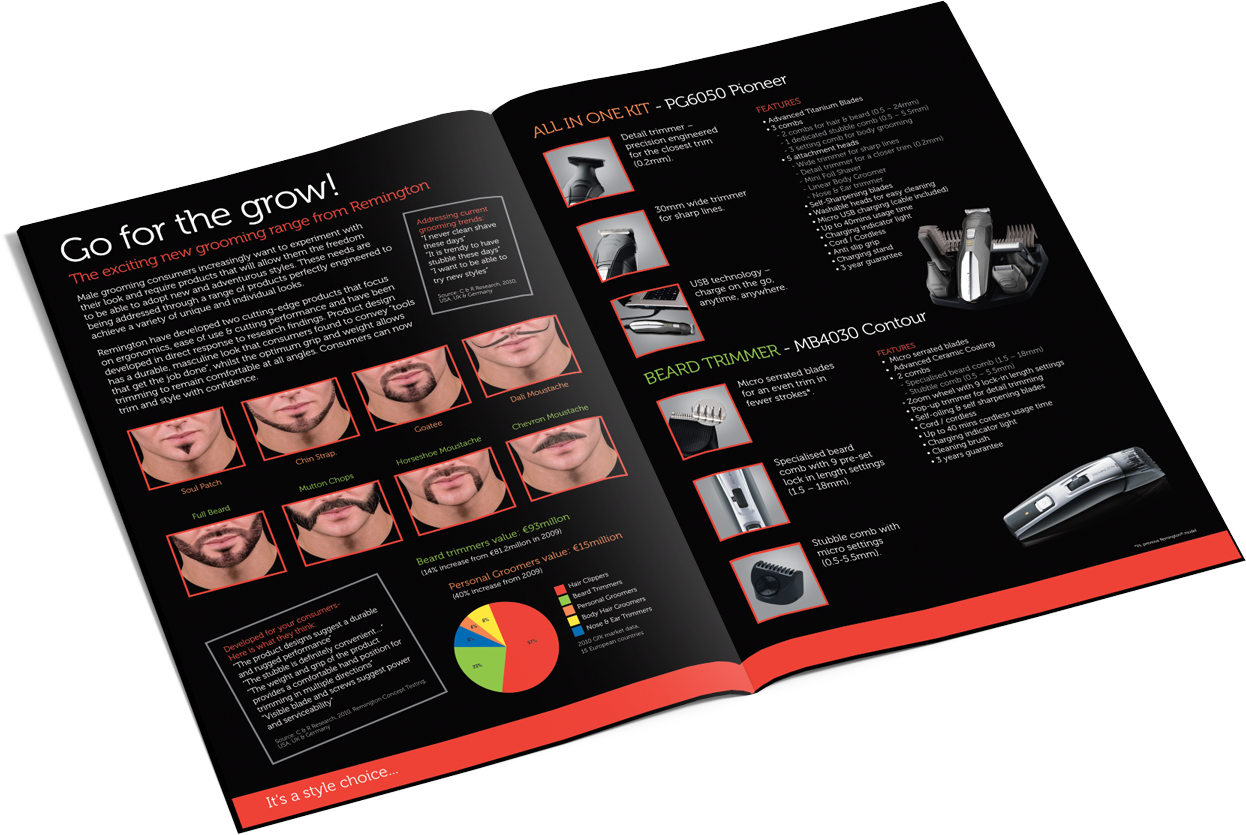 Go for the grow!
The exciting new grooming range from Remington
Male grooming consumers increasingly want to experiment with
their look and require products that will allow them the freedom
to be able to adopt new and adventurous styles. These needs are
being addressed through a range of products perfectly engineered to
achieve a variety of unique and individual looks.
Remington have developed two cutting-edge products that focus
on ergonomics, ease of use & cutting performance and have been
developed in direct response to research findings. Product design
has a durable, masculine look that consumers found to convey "tools
that get the job done", whilst the optimum grip and weight allows
trimming to remain comfortable at all angles. Consumers can now
trim and style with confidence.
Addressing current
grooming trends:
"I never clean shave
these days"
"It is trendy to have
stubble these days"
"I want to be able to
try new styles"
Source: C & R Research, 2010.
USA, UK & Germany
Soul Patch
Chin Strap.
Goatee
Dali Moustache
Full Beard
Mutton Chops
Horseshoe Moustache
Chevron Moustache
Developed for your consumers-
Here is what they think:
"The product designs suggest a durable
and rugged performance"
"The stubble is definitely convenient..."
"The weight and grip of the product
provides a comfortable hand position for
trimming in multiple directions"
"Visible blade and screws suggest power
and serviceability"
Source: C & R Research, 2010. Remington Concept Testing.
USA, UK & Germany
Beard trimmers value: €93millon
(14% increase from €81.2million in 2009)
Personal Groomers value: €15million
(40% increase from 2009)
Hair Clippers
Beard Trimmers
Personal Groomers
Body Hair Groomers
Nose & Ear Trimmers
2010 GfK market data.
15 European countries
22%
It's a style choice...
ALL IN ONE KIT - PG6050 Pioneer
Detail trimmer –
precision engineered
for the closest trim
(0.2mm).
30mm wide trimmer
for sharp lines.
USB technology –
charge on the go,
anytime, anywhere.
FEATURES
• Advanced Titanium Blades
• 3 combs
- 2 combs for hair & beard (0.5 – 24mm)
- 1 dedicated stubble comb (0.5 – 5.5mm)
- 3 setting comb for body grooming
• 5 attachment heads
- Wide trimmer for sharp lines
- Detail trimmer for a closer trim (0.2mm)
- Mini Foil Shaver
- Linear Body Groomer
- Nose & Ear trimmer
• Self-Sharpening blades
• Washable heads for easy cleaning
• Micro USB charging (cable included)
• Up to 40mins usage time
• Charging indicator light
• Cord / Cordless
• Anti slip grip
• Charging stand
• 3 year guarantee
BEARD TRIMMER - MB4030 Contour
Micro serrated blades
for an even trim in
fewer strokes*.
Specialised beard
comb with 9 pre-set
lock in length settings
(1.5 – 18mm).
Stubble comb with
micro settings
(0.5-5.5mm).
FEATURES
• Micro serrated blades
• Advanced Ceramic Coating
• 2 combs
- Specialised beard comb (1.5 – 18mm)
- Stubble comb (0.5 – 5.5mm)
• Zoom wheel with 9 lock-in length settings
• Pop-up trimmer for detail trimming
• Self-oiling & self sharpening blades
• Cord / cordless
• Up to 40 mins cordless usage time
• Charging indicator light
• Cleaning brush
• 3 years guarantee
*Vs. previous Remington® model